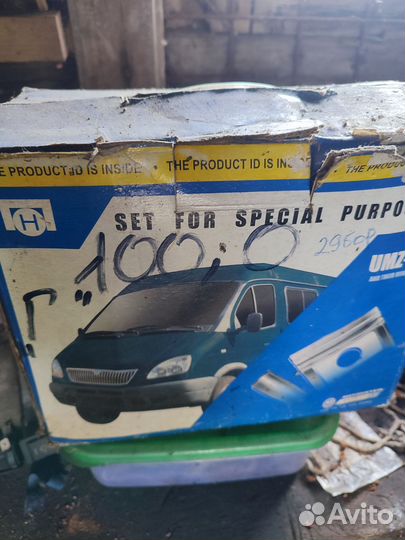 THE PRODUCT ID IS INSIDE · THE PRODUCT ID IS INSIDE · THE PRODUC
H
SET FOR SPECIAL PURPO
Г "100,0
2960р
UMZ
Avito